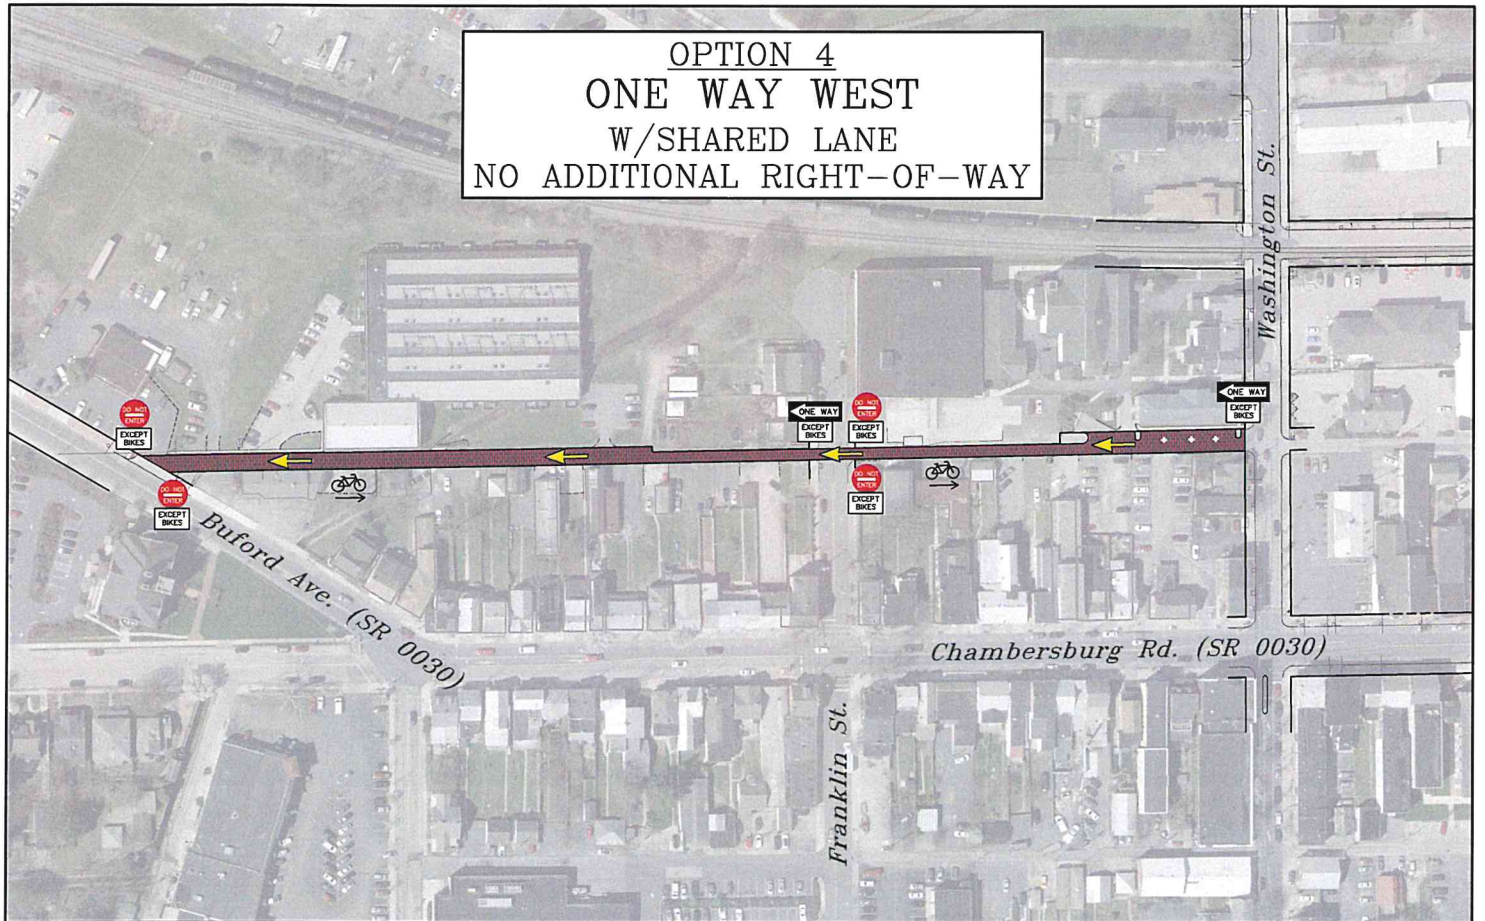 OPTION 4
ONE WAY WEST
W/SHARED LANE
NO ADDITIONAL RIGHT-OF-WAY
Washington St.
ONE WAY
EXCEPT
BIKES
DO NOT
ENTER
EXCEPT
BIKES
ONE WAY
EXCEPT
BIKES
DO NOT
ENTER
EXCEPT
BIKES
DO NOT
ENTER
EXCEPT
BIKES
DO NOT
ENTER
EXCEPT
BIKES
Buford Ave. (SR 0030)
Chambersburg Rd. (SR 0030)
Franklin St.